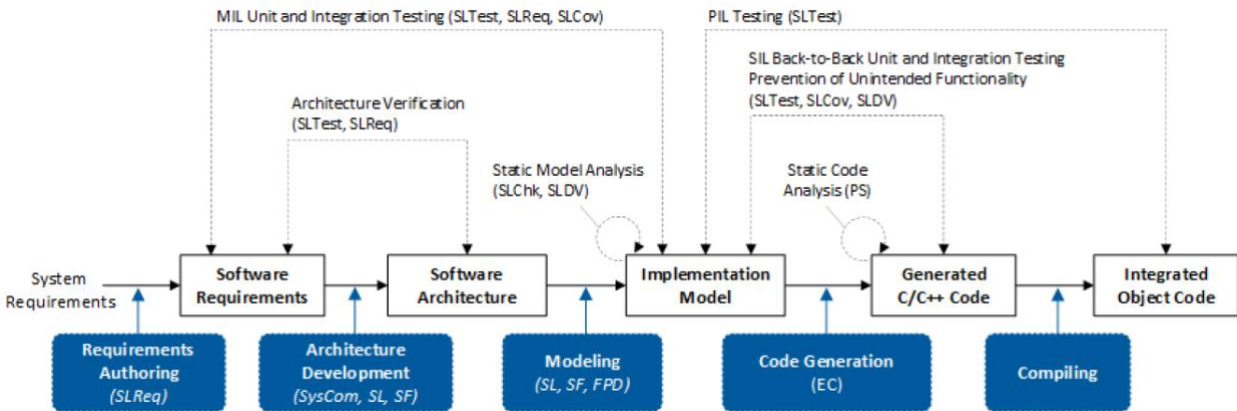 MIL Unit and Integration Testing (SLTest, SLReq, SLCov)
PIL Testing (SLTest)
SIL Back-to-Back Unit and Integration Testing
Prevention of Unintended Functionality
(SLTest, SLCov, SLDV)
Architecture Verification
(SLTest, SLReq)
Static Model Analysis
(SLChk, SLDV)
Static Code
Analysis (PS)
System
Requirements
Software
Requirements
Software
Architecture
Implementation
Model
Generated
C/C++ Code
Integrated
Object Code
Requirements
Authoring
(SLReq)
Architecture
Development
(SysCom, SL, SF)
Modeling
(SL, SF, FPD)
Code Generation
(EC)
Compiling